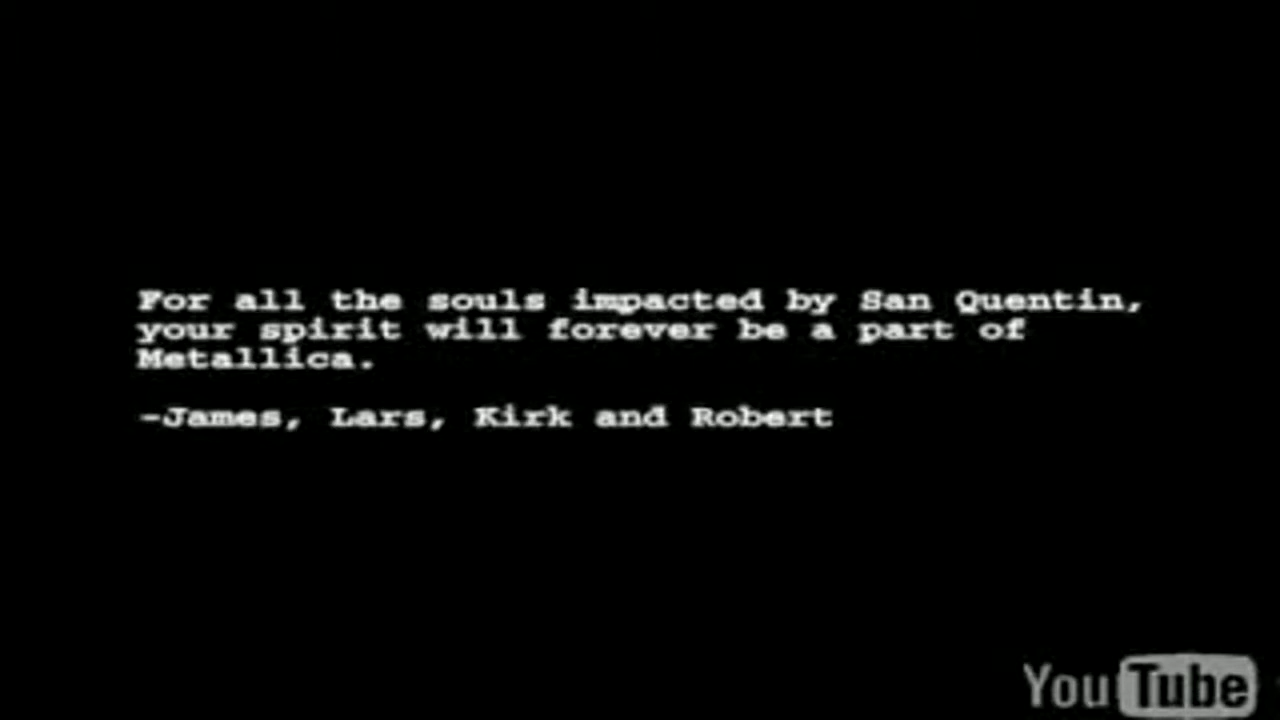 For all the souls impacted by San Quentin,
your spirit will forever be a part of
Metallica.
-James, Lars, Kirk and Robert
YouTube